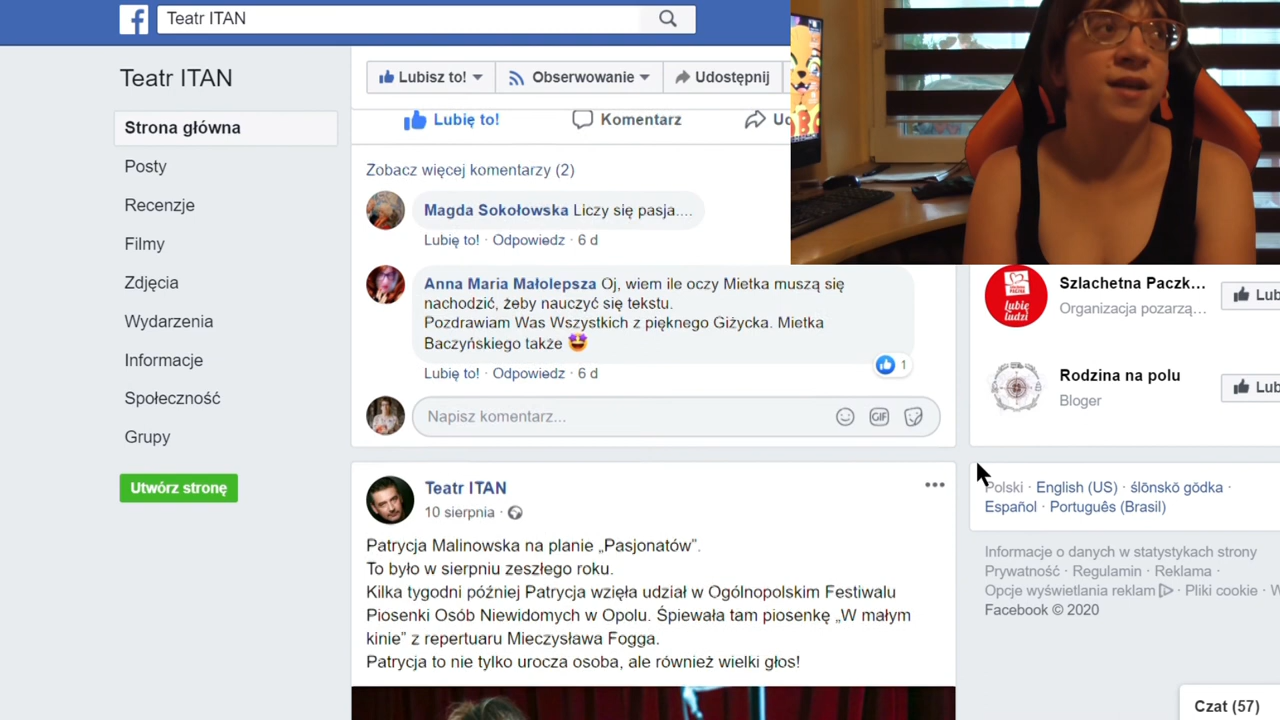 Teatr ITAN
Teatr ITAN
Lubisz to!
Obserwowanie
Udostępnij
Strona główna
Posty
Recenzje
Filmy
Zdjęcia
Wydarzenia
Informacje
Społeczność
Grupy
Utwórz stronę
Lubię to!
Komentarz
Zobacz więcej komentarzy (2)
Magda Sokołowska Liczy się pasja....
Lubię to! · Odpowiedz · 6 d
Anna Maria Małolepsza Oj, wiem ile oczy Mietka muszą się
nachodzić, żeby nauczyć się tekstu.
Pozdrawiam Was Wszystkich z pięknego Giżycka. Mietka
Baczyńskiego także
1
Lubię to! · Odpowiedz · 6 d
Napisz komentarz...
GIF
Teatr ITAN
10 sierpnia ·
Patrycja Malinowska na planie „Pasjonatów”.
To było w sierpniu zeszłego roku.
Kilka tygodni później Patrycja wzięła udział w Ogólnopolskim Festiwalu
Piosenki Osób Niewidomych w Opolu. Śpiewała tam piosenkę „W małym
kinie” z repertuaru Mieczysława Fogga.
Patrycja to nie tylko urocza osoba, ale również wielki głos!
lubię ludzi
Szlachetna Paczk...
Organizacja pozarzą...
Lub
Rodzina na polu
Bloger
Lub
Polski · English (US) · ślōnskŏ gŏdka ·
Español · Português (Brasil)
Informacje o danych w statystykach strony
Prywatność · Regulamin · Reklama ·
Opcje wyświetlania reklam · Pliki cookie ·
Facebook © 2020
Czat (57)